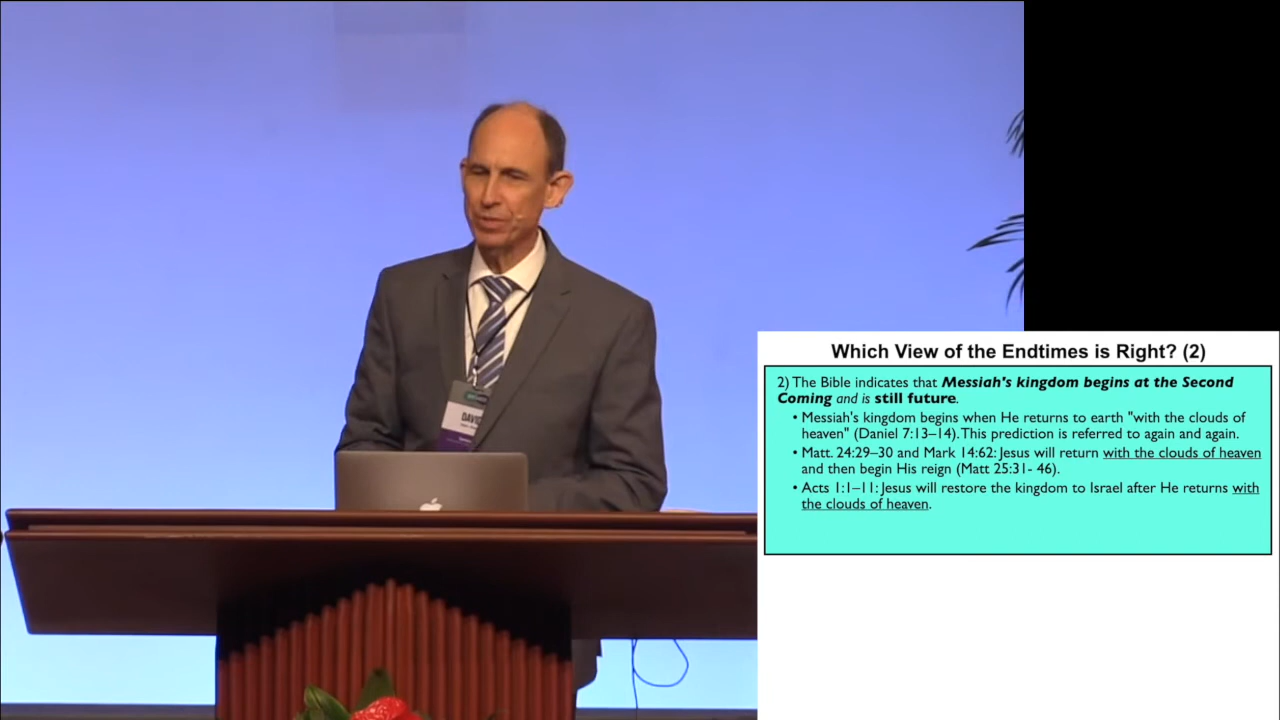 DAVID
Which View of the Endtimes is Right? (2)
2) The Bible indicates that Messiah's kingdom begins at the Second
Coming and is still future.
• Messiah's kingdom begins when He returns to earth "with the clouds of
heaven" (Daniel 7:13–14). This prediction is referred to again and again.
• Matt. 24:29–30 and Mark 14:62: Jesus will return with the clouds of heaven
and then begin His reign (Matt 25:31- 46).
• Acts 1:1–11: Jesus will restore the kingdom to Israel after He returns with
the clouds of heaven.